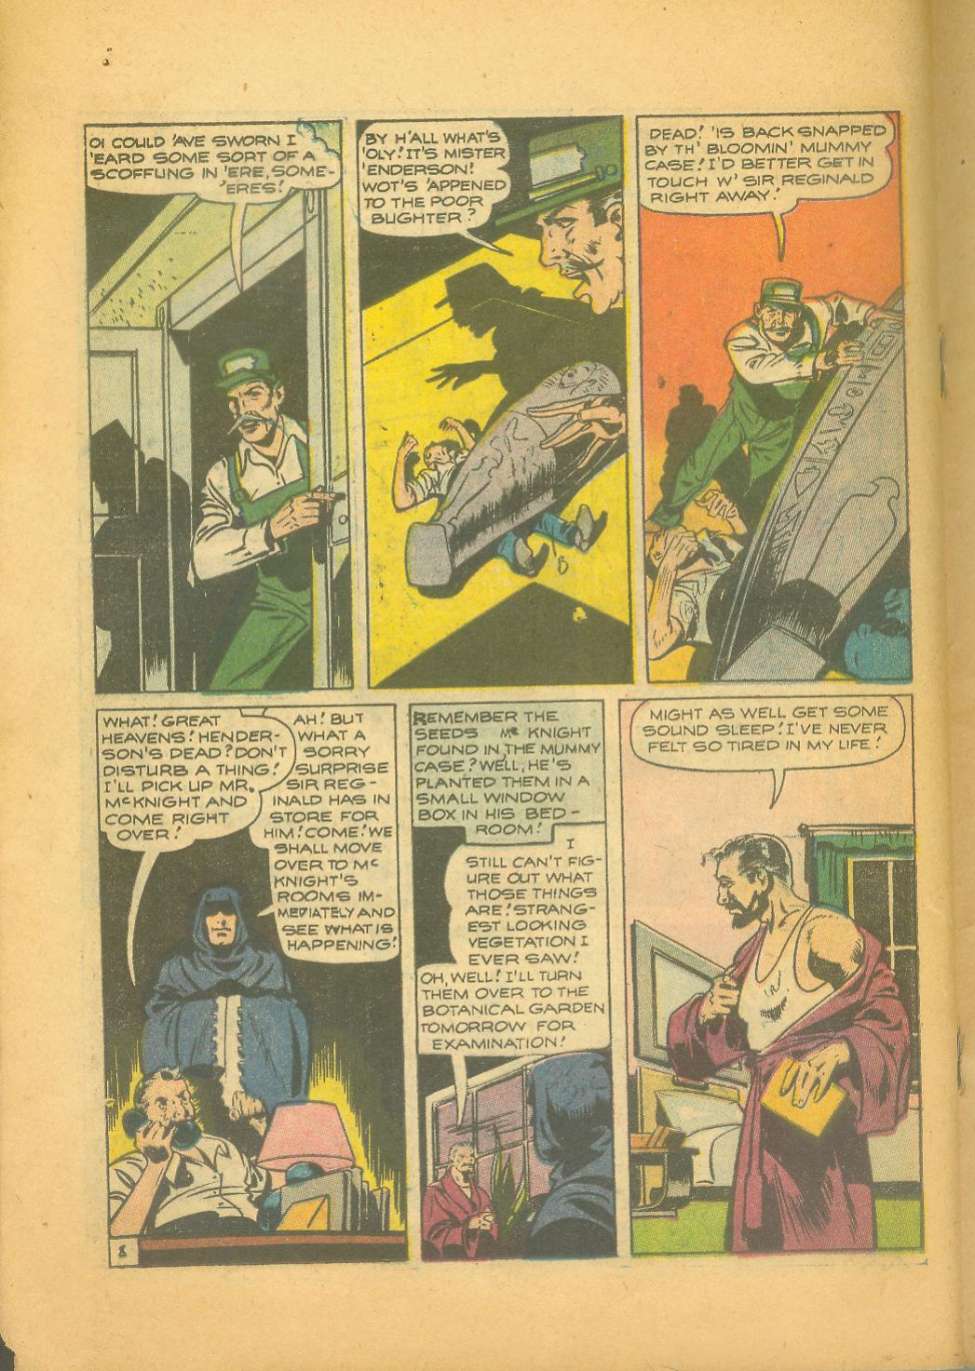 OI COULD 'AVE SWORN I
'EARD SOME SORT OF A
SCOFFUNG IN 'ERE, SOME-
'ERES!
BY H'ALL WHAT'S
'OLY! IT'S MISTER
'ENDERSON!
WOT'S 'APPENED
TO THE POOR
BUGHTER?
DEAD! 'IS BACK SNAPPED
BY TH' BLOOMIN' MUMMY
CASE! I'D BETTER GET IN
TOUCH W' SIR REGINALD
RIGHT AWAY!
WHAT! GREAT
HEAVENS! HENDER-
SON'S DEAD? DON'T
DISTURB A THING!
I'LL PICK UP MR.
McKNIGHT AND
COME RIGHT
OVER!
AH! BUT
WHAT A
SORRY
SURPRISE
SIR REG-
INALD HAS IN
STORE FOR
HIM! COME! WE
SHALL MOVE
OVER TO Mc
KNIGHT'S
ROOMS IM-
MEDIATELY AND
SEE WHAT IS
HAPPENING!
REMEMBER THE
SEEDS Mc KNIGHT
FOUND IN THE MUMMY
CASE? WELL, HE'S
PLANTED THEM IN A
SMALL WINDOW
BOX IN HIS BED-
ROOM!
I
STILL CAN'T FIG-
URE OUT WHAT
THOSE THINGS
ARE! STRANG-
EST LOOKING
VEGETATION I
EVER SAW!
OH, WELL! I'LL TURN
THEM OVER TO THE
BOTANICAL GARDEN
TOMORROW FOR
EXAMINATION!
MIGHT AS WELL GET SOME
SOUND SLEEP! I'VE NEVER
FELT SO TIRED IN MY LIFE!
8